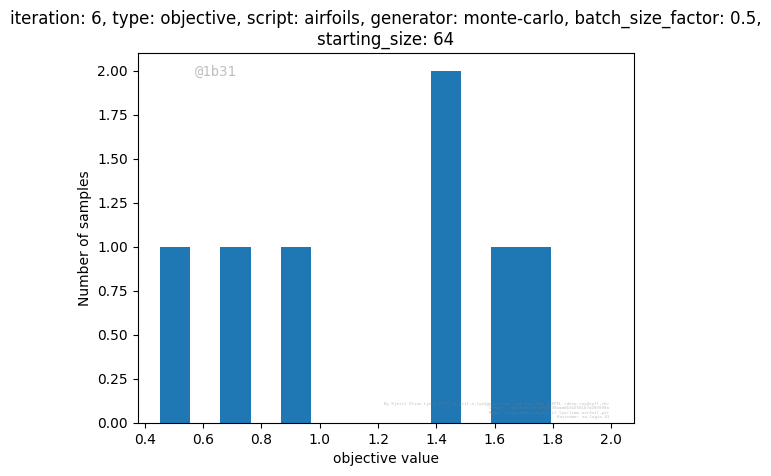 iteration: 6, type: objective, script: airfoils, generator: monte-carlo, batch_size_factor: 0.5,
starting_size: 64
@1b31
2.00
1.75
1.50
1.25
1.00
0.75
0.50
0.25
0.00
Number of samples
0.4 0.6 0.8 1.0 1.2 1.4 1.6 1.8 2.0
objective value